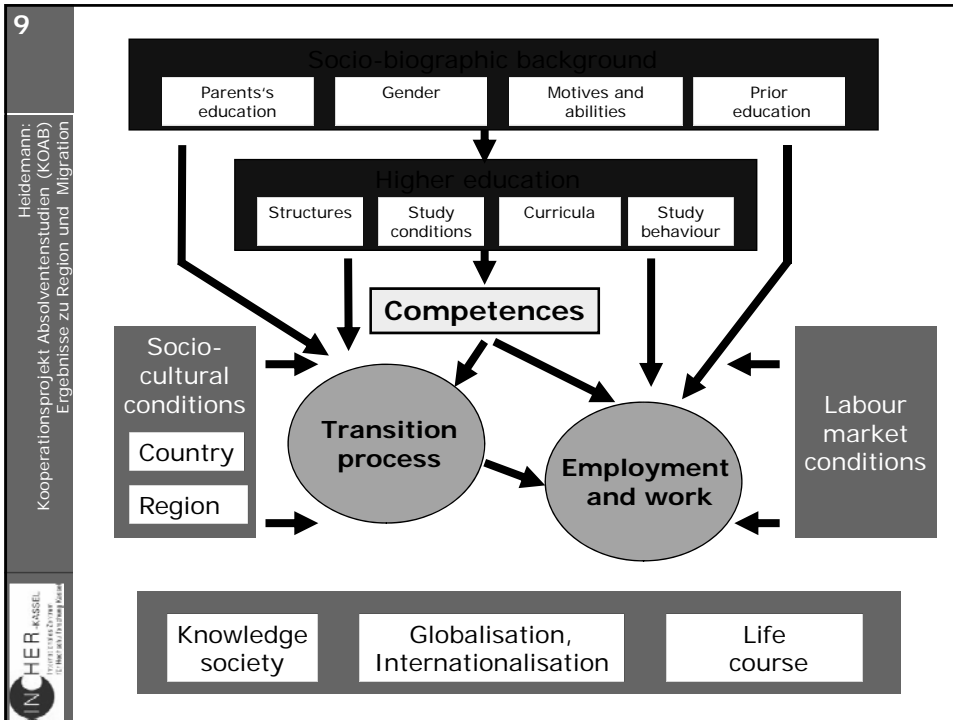 9
Heidemann:
Kooperationsprojekt Absolventenstudien (KOAB)
Ergebnisse zu Region und Migration
Socio-biographic background
Parents's
education
Gender
Motives and
abilities
Prior
education
Higher education
Structures
Study
conditions
Curricula
Study
behaviour
Competences
Socio-
cultural
conditions
Country
Region
Transition
process
Employment
and work
Labour
market
conditions
Knowledge
society
Globalisation,
Internationalisation
Life
course
INCHER-KASSEL